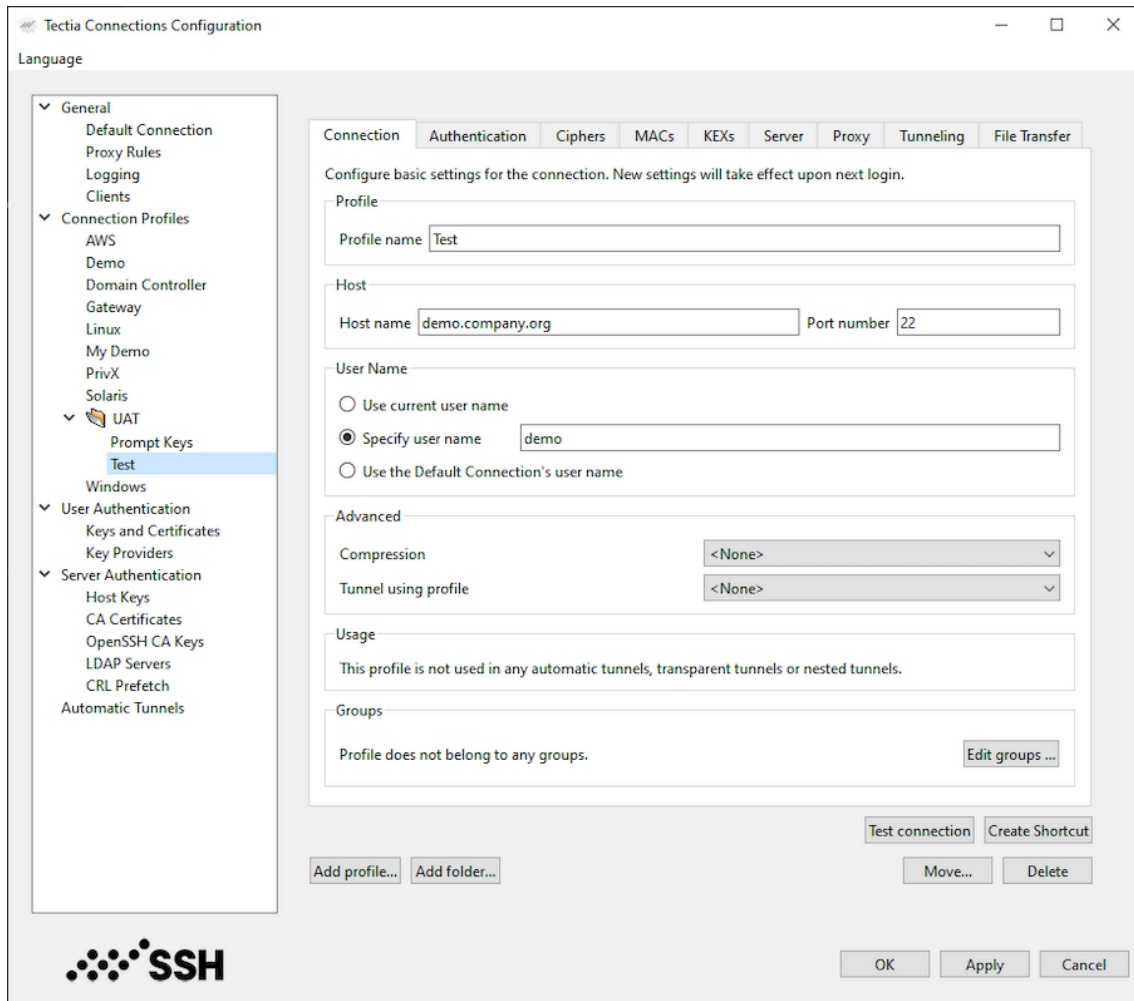 Tectia Connections Configuration
Language
General
Default Connection
Proxy Rules
Logging
Clients
Connection Profiles
AWS
Demo
Domain Controller
Gateway
Linux
My Demo
PrivX
Solaris
UAT
Prompt Keys
Test
Windows
User Authentication
Keys and Certificates
Key Providers
Server Authentication
Host Keys
CA Certificates
OpenSSH CA Keys
LDAP Servers
CRL Prefetch
Automatic Tunnels
Connection Authentication Ciphers MACs KEXs Server Proxy Tunneling File Transfer
Configure basic settings for the connection. New settings will take effect upon next login.
Profile
Profile name Test
Host
Host name demo.company.org Port number 22
User Name
Use current user name
Specify user name demo
Use the Default Connection's user name
Advanced
Compression <None>
Tunnel using profile <None>
Usage
This profile is not used in any automatic tunnels, transparent tunnels or nested tunnels.
Groups
Profile does not belong to any groups. Edit groups ...
Test connection Create Shortcut
Add profile... Add folder... Move... Delete
SSH
OK Apply Cancel